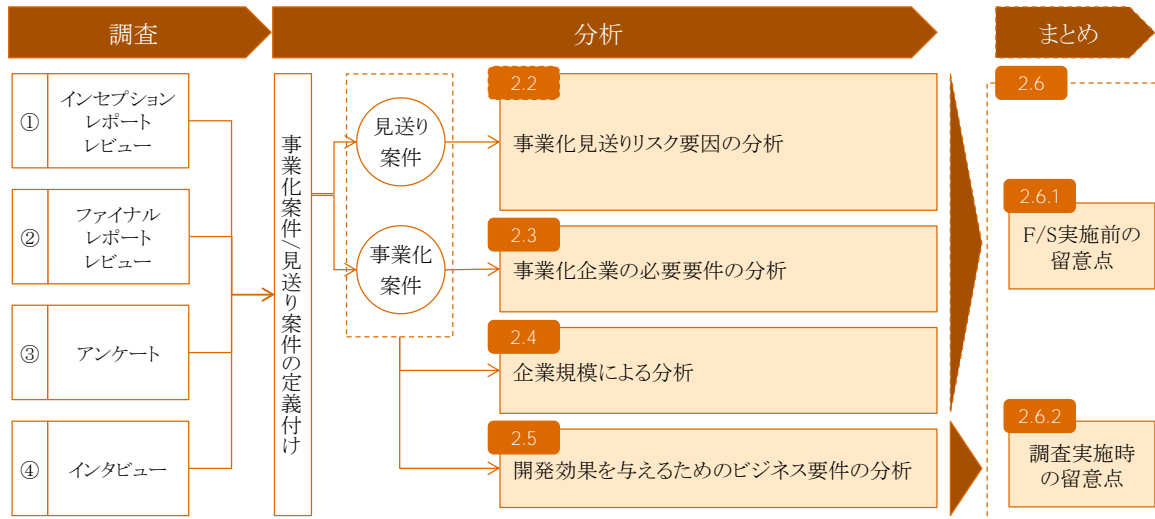 調査
分析
まとめ
①
インセプション
レポート
レビュー
②
ファイナル
レポート
レビュー
③
アンケート
④
インタビュー
事業化案件/見送り案件の定義付け
見送り
案件
事業化
案件
2.2
事業化見送りリスク要因の分析
2.3
事業化企業の必要要件の分析
2.4
企業規模による分析
2.5
開発効果を与えるためのビジネス要件の分析
2.6
2.6.1
F/S実施前の
留意点
2.6.2
調査実施時
の留意点